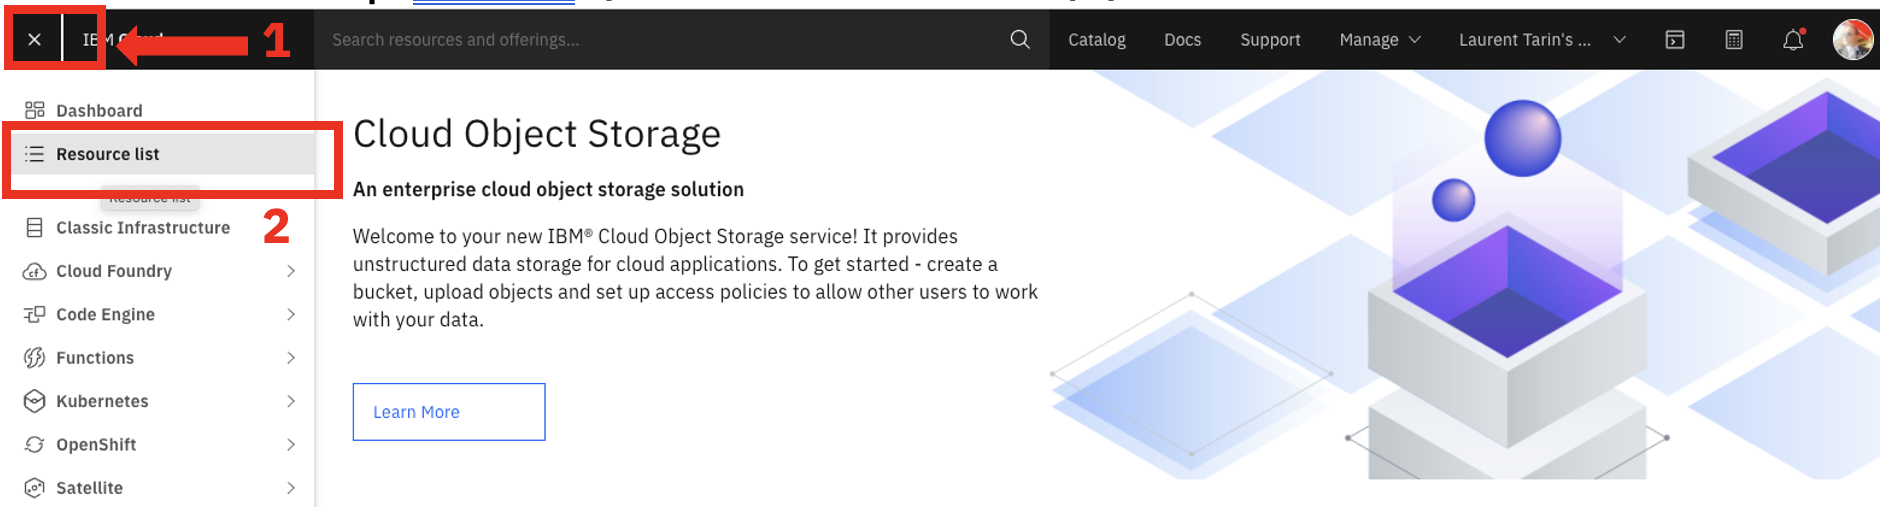 IBM Cloud
1
Search resources and offerings...
Catalog
Docs
Support
Manage
Laurent Tarin's ...
Dashboard
Resource list
Resource list
2
Classic Infrastructure
Cloud Foundry
Code Engine
Functions
Kubernetes
OpenShift
Satellite
Cloud Object Storage
An enterprise cloud object storage solution
Welcome to your new IBM® Cloud Object Storage service! It provides
unstructured data storage for cloud applications. To get started - create a
bucket, upload objects and set up access policies to allow other users to work
with your data.
Learn More